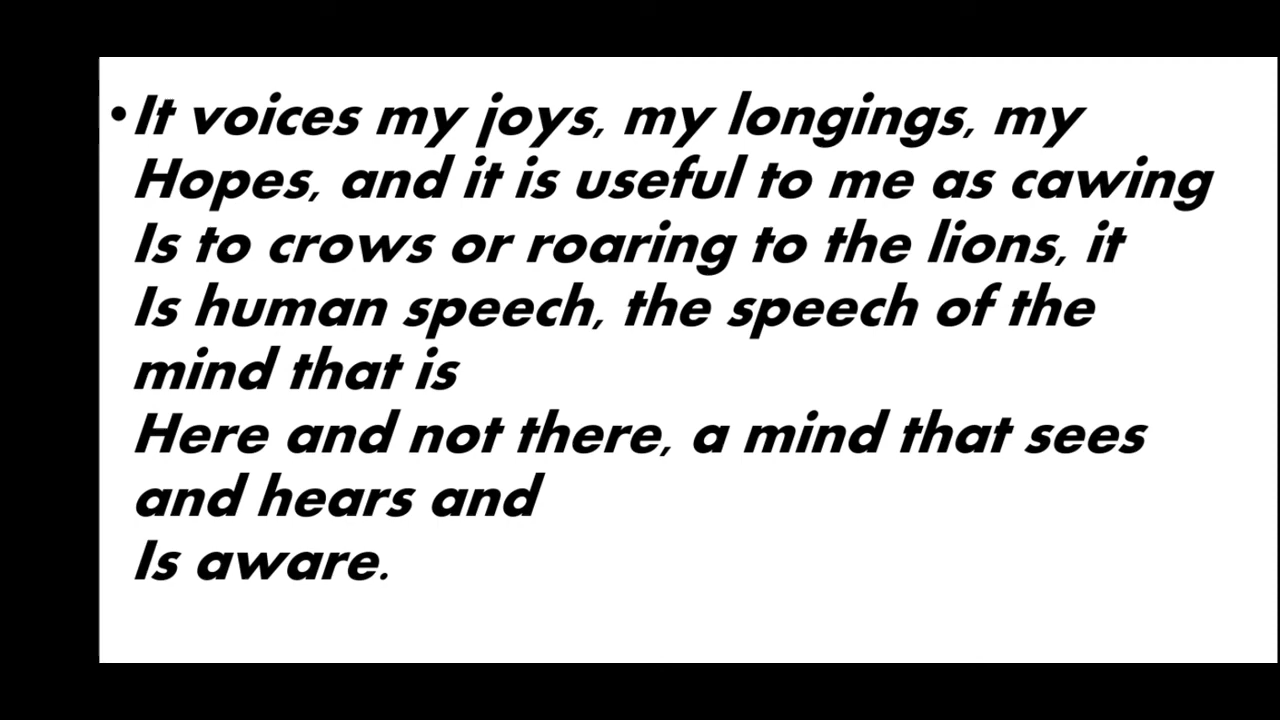 •It voices my joys, my longings, my
Hopes, and it is useful to me as cawing
Is to crows or roaring to the lions, it
Is human speech, the speech of the
mind that is
Here and not there, a mind that sees
and hears and
Is aware.